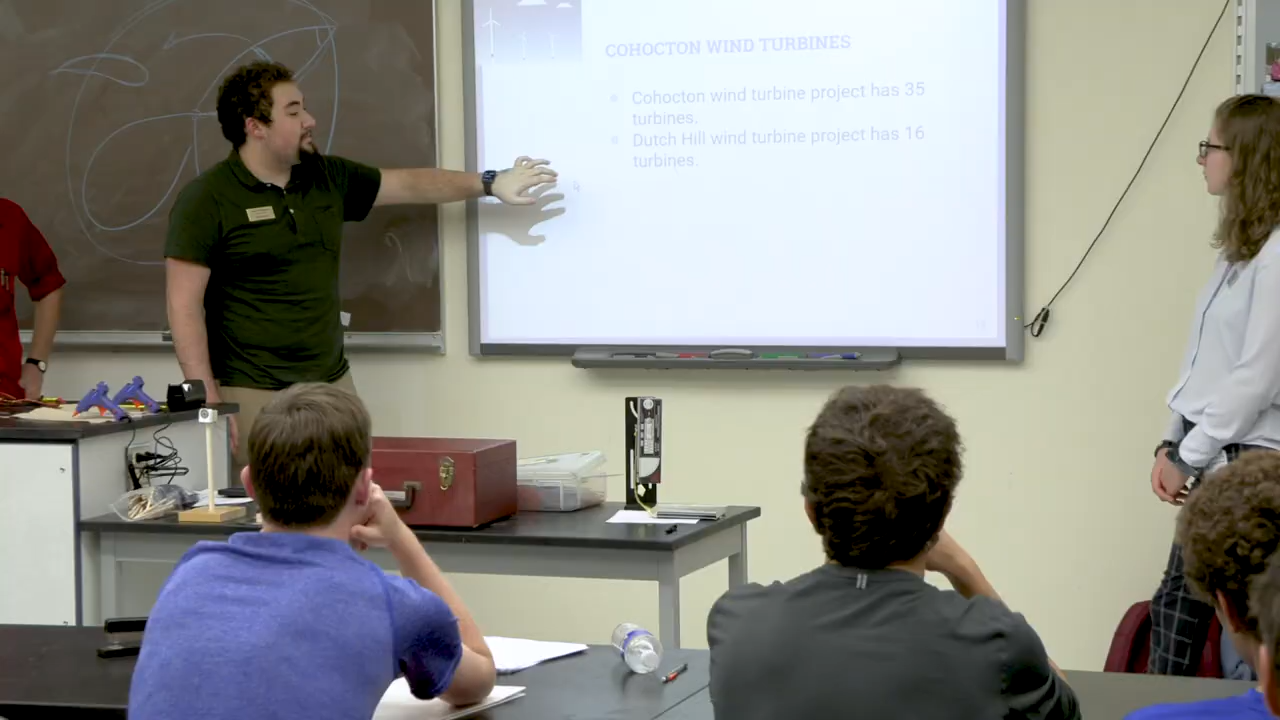 COHOCTON WIND TURBINES
Cohocton wind turbine project has 35
turbines.
Dutch Hill wind turbine project has 16
turbines.